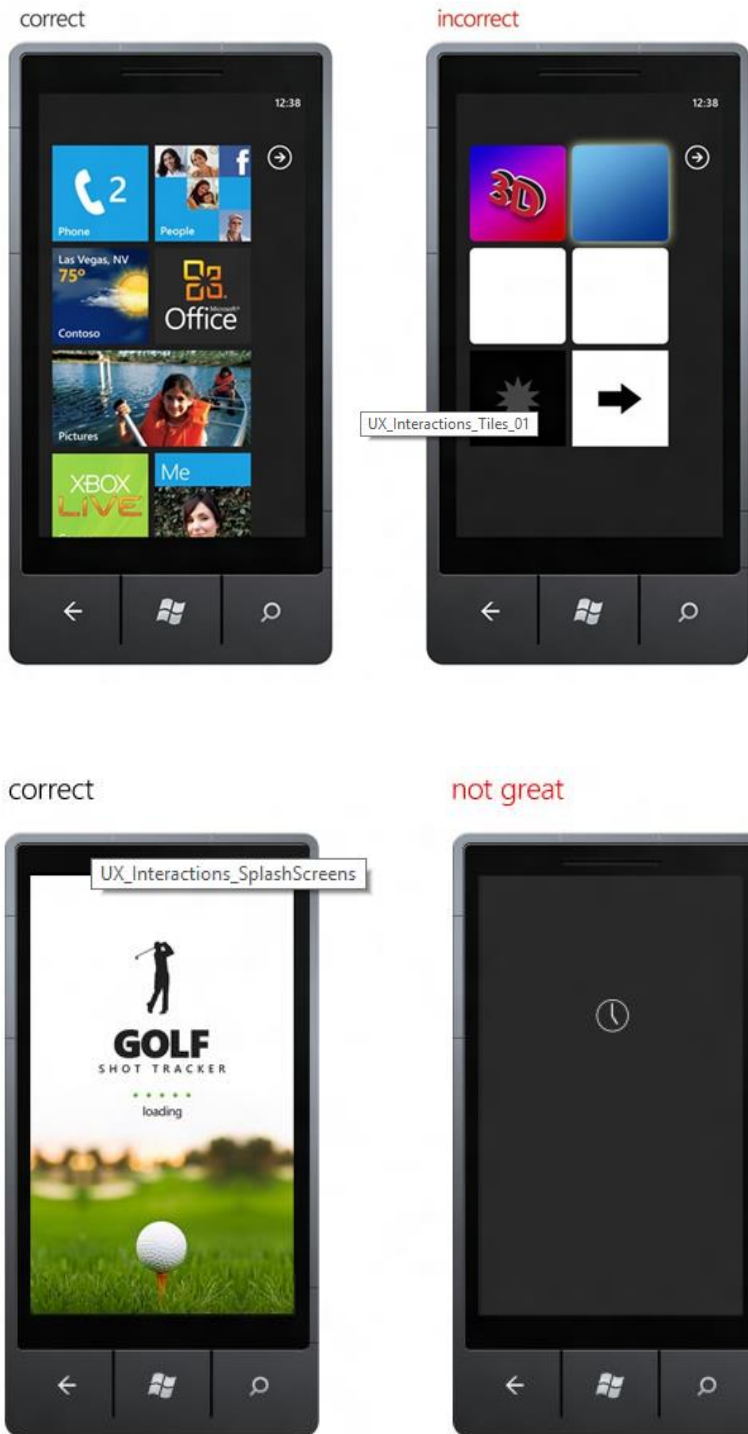 correct
incorrect
12:38
2
Phone
f
People
Las Vegas, NV
75°
Contoso
Microsoft®
Office
Pictures
XBOX
LIVE
Me
12:38
3D
UX_Interactions_Tiles_01
correct
not great
UX_Interactions_SplashScreens
GOLF
SHOT TRACKER
loading